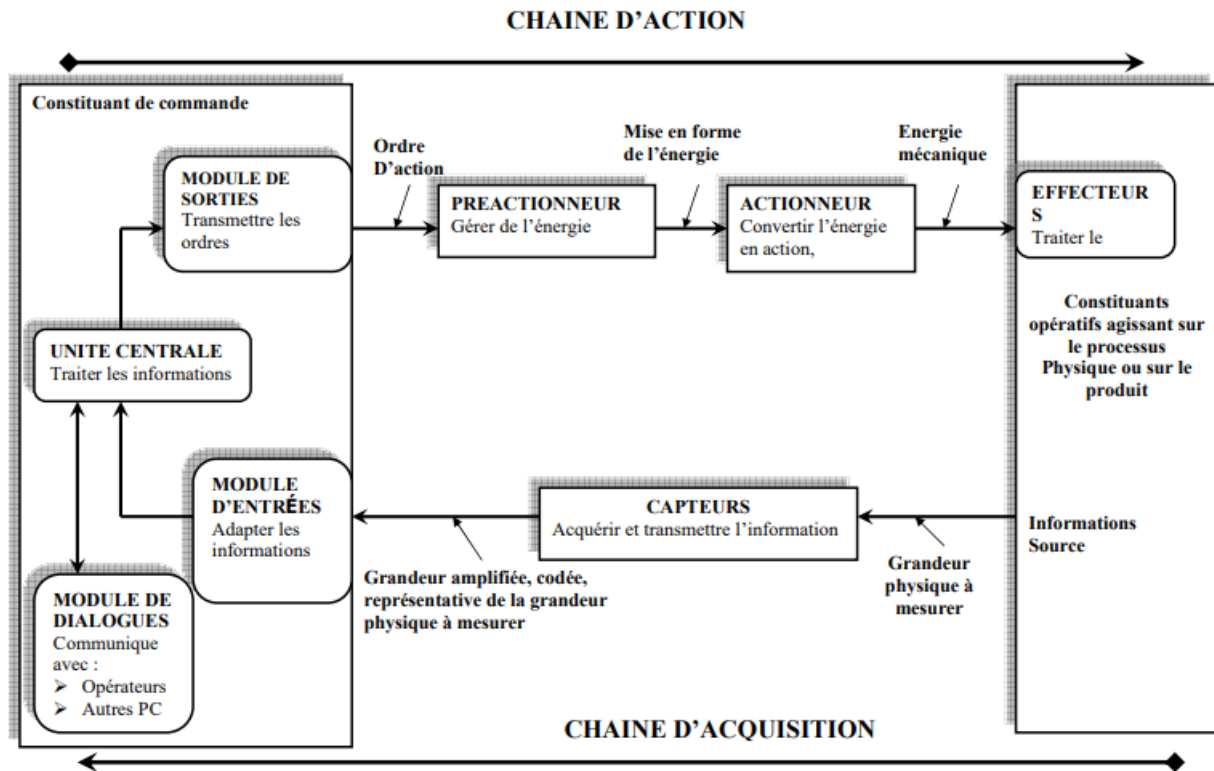 CHAINE D’ACTION
Constituant de commande
MODULE DE
SORTIES
Transmettre les
ordres
Ordre
D’action
PREACTIONNEUR
Gérer de l’énergie
Mise en forme
de l’énergie
ACTIONNEUR
Convertir l’énergie
en action,
Energie
mécanique
EFFECTEUR
S
Traiter le
Constituants
opératifs agissant sur
le processus
Physique ou sur le
produit
UNITE CENTRALE
Traiter les informations
MODULE
D’ENTRÉES
Adapter les
informations
CAPTEURS
Acquérir et transmettre l’information
Informations
Source
Grandeur amplifiée, codée,
représentative de la grandeur
physique à mesurer
Grandeur
physique à
mesurer
MODULE DE
DIALOGUES
Communique
avec :
➢ Opérateurs
➢ Autres PC
CHAINE D’ACQUISITION